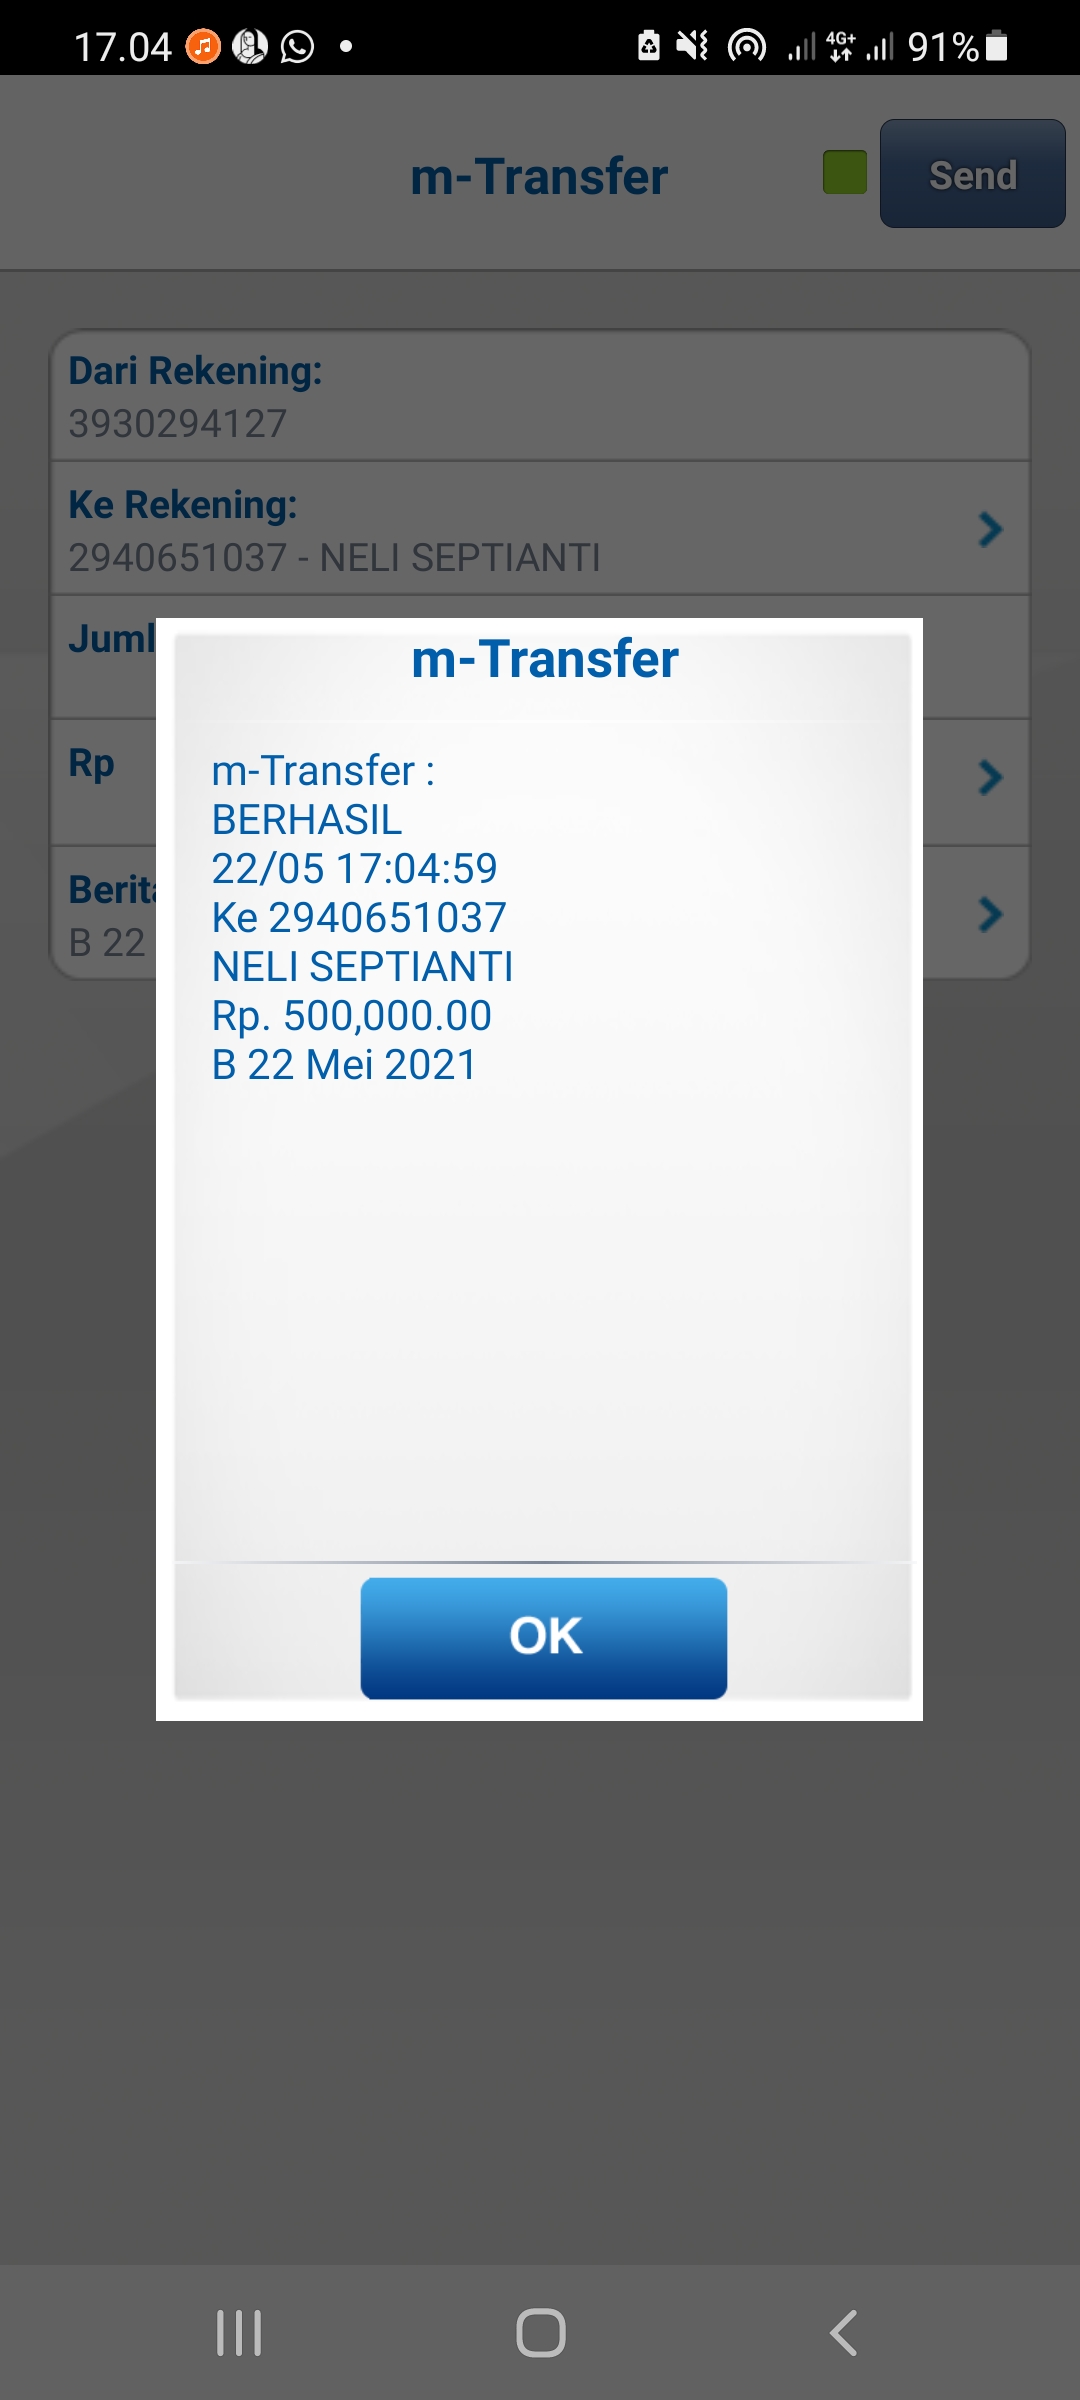 17.04
4G+
91%
m-Transfer
Send
Dari Rekening:
3930294127
Ke Rekening:
2940651037 - NELI SEPTIANTI
Juml
Rp
Berita
B 22
m-Transfer
m-Transfer :
BERHASIL
22/05 17:04:59
Ke 2940651037
NELI SEPTIANTI
Rp. 500,000.00
B 22 Mei 2021
OK